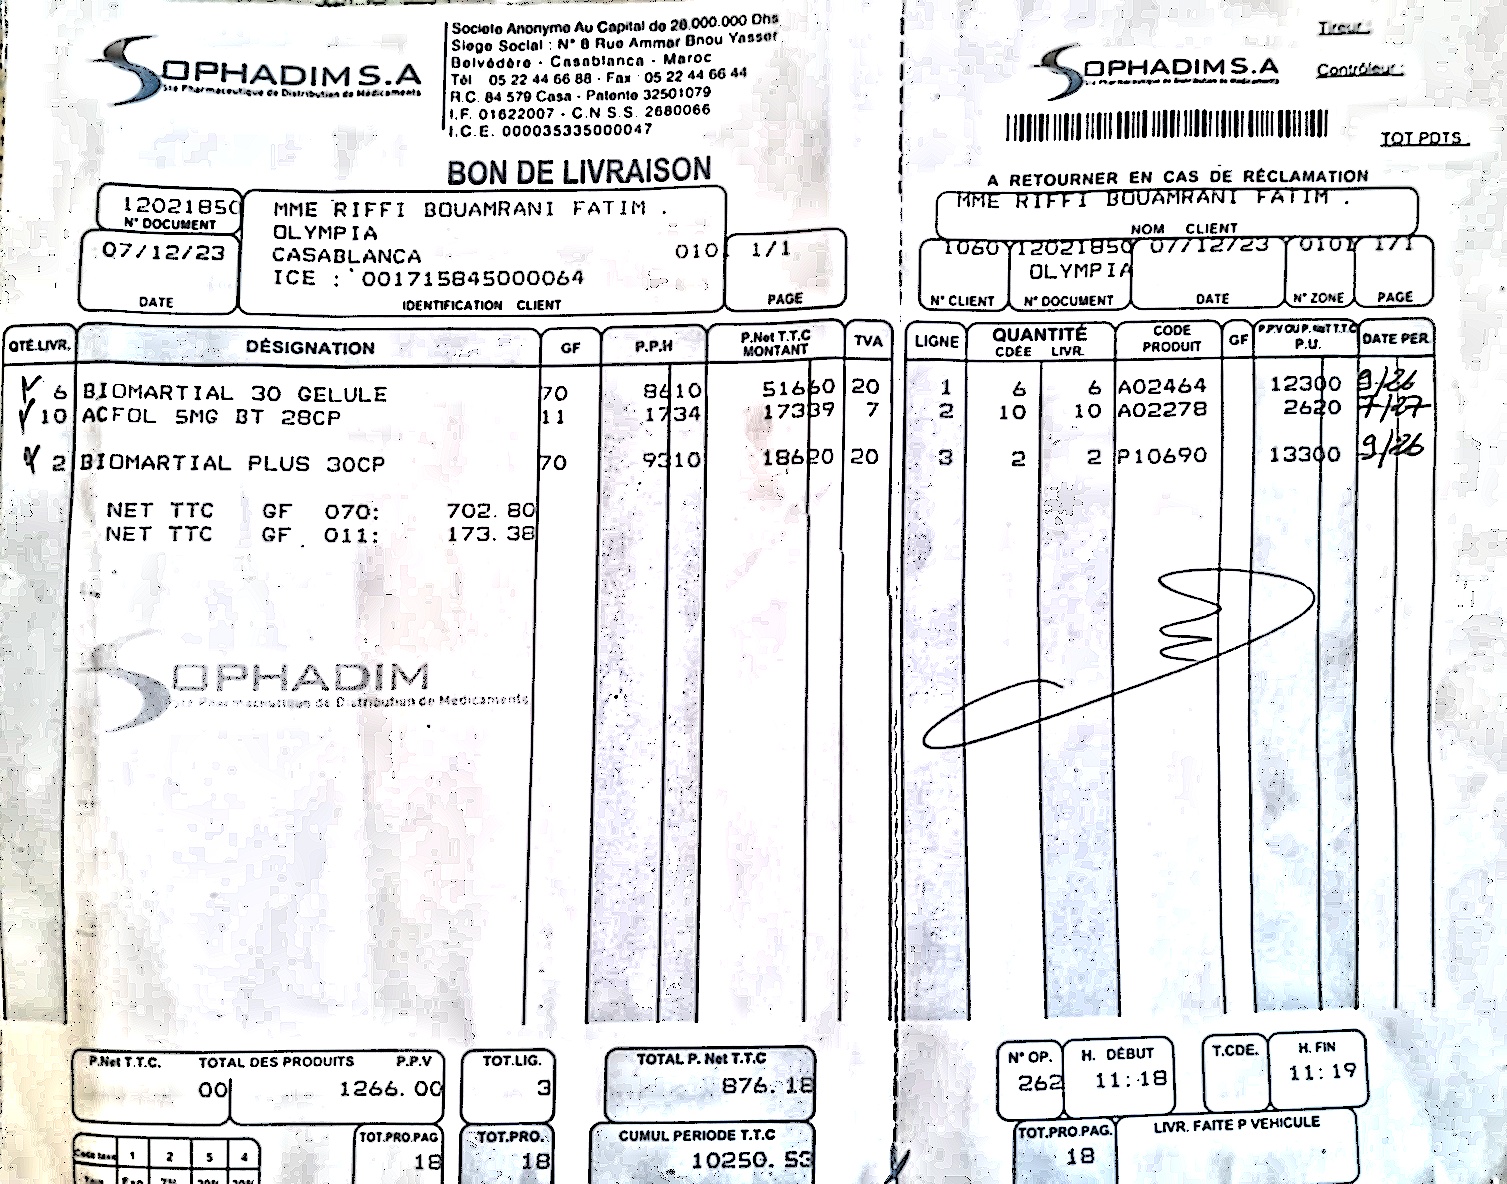 SOPHADIM S.A
Sté Pharmaceutique de Distribution de Médicaments
Societe Anonyme Au Capital de 20.000.000 Dhs
Siege Social : N° 8 Rue Ammar Bnou Yasser
Belvédère - Casablanca - Maroc
Tél 05 22 44 66 88 - Fax 05 22 44 66 44
R.C. 84 579 Casa - Patente 32501079
I.F. 01622007 - C.N.S.S. 2680066
I.C.E. 000035335000047
BON DE LIVRAISON
12021850
N° DOCUMENT
07/12/23
DATE
MME RIFFI BOUAMRANI FATIM .
OLYMPIA
CASABLANCA 010
ICE : 001715845000064
IDENTIFICATION CLIENT
1/1
PAGE
QTÉ.LIVR. DÉSIGNATION GF P.P.H P.Net T.T.C MONTANT TVA
6 BIOMARTIAL 30 GELULE 70 8610 51660 20
10 ACFOL 5MG BT 28CP 11 1734 17339 7
2 BIOMARTIAL PLUS 30CP 70 9310 18620 20
NET TTC GF 070: 702.80
NET TTC GF 011: 173.38
SOPHADIM
Sté Pharmaceutique de Distribution de Médicaments
P.Net T.T.C. TOTAL DES PRODUITS P.P.V
00 1266.00
TOT.LIG.
3
TOTAL P. Net T.T.C
876.18
TOT.PRO.PAG
18
TOT.PRO.
18
CUMUL PERIODE T.T.C
10250.53
Code taxe 1 2 5 4
7% 20%
SOPHADIM S.A
Sté Pharmaceutique de Distribution de Médicaments
Tireur :
Contrôleur :
TOT PDTS
A RETOURNER EN CAS DE RÉCLAMATION
MME RIFFI BOUAMRANI FATIM .
NOM CLIENT
1060Y 12021850 07/12/23 0101 1/1
OLYMPIA
N° CLIENT N° DOCUMENT DATE N° ZONE PAGE
LIGNE QUANTITÉ CDÉE LIVR. CODE PRODUIT GF P.P.V OU P.Net T.T.C P.U. DATE PER
1 6 6 A02464 12300 9/26
2 10 10 A02278 2620 7/27
3 2 2 P10690 13300 9/26
N° OP.
262
H. DÉBUT
11:18
T.CDE.
H. FIN
11:19
TOT.PRO.PAG.
18
LIVR. FAITE P VEHICULE